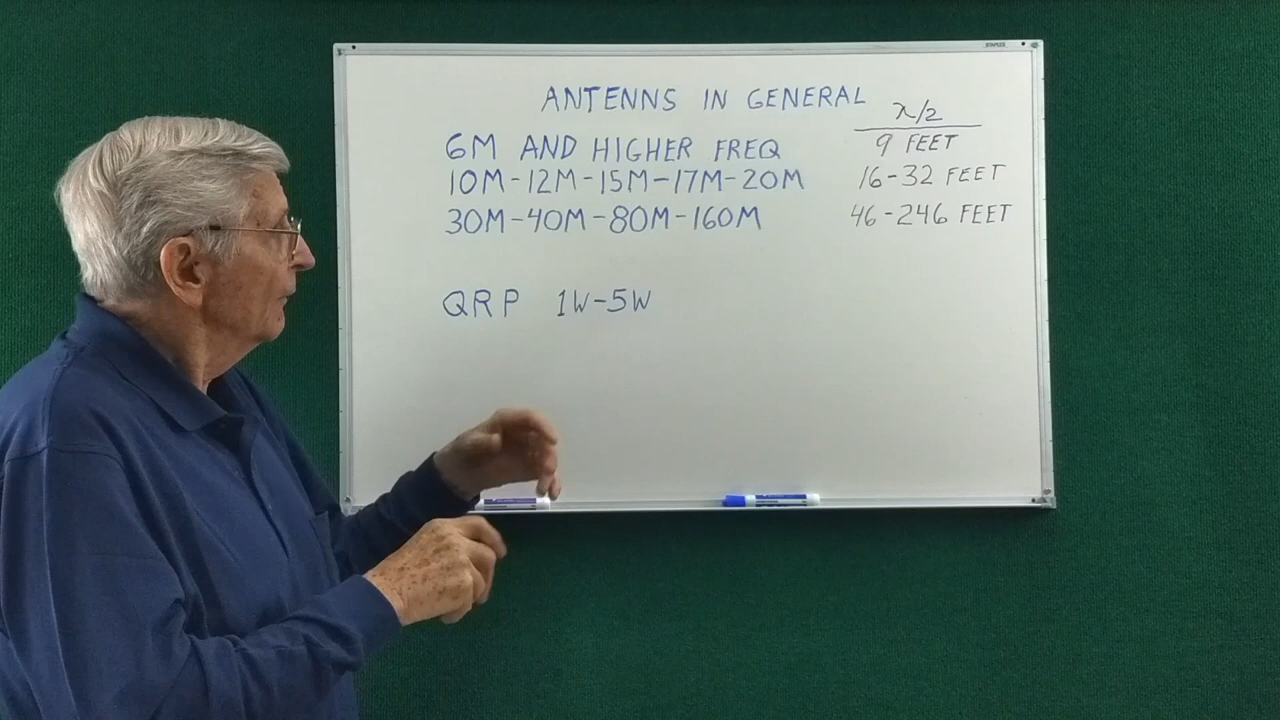 STAPLES
ANTENNS IN GENERAL
λ/2
6M AND HIGHER FREQ 9 FEET
10M-12M-15M-17M-20M 16-32 FEET
30M-40M-80M-160M 46-246 FEET
QRP 1W-5W